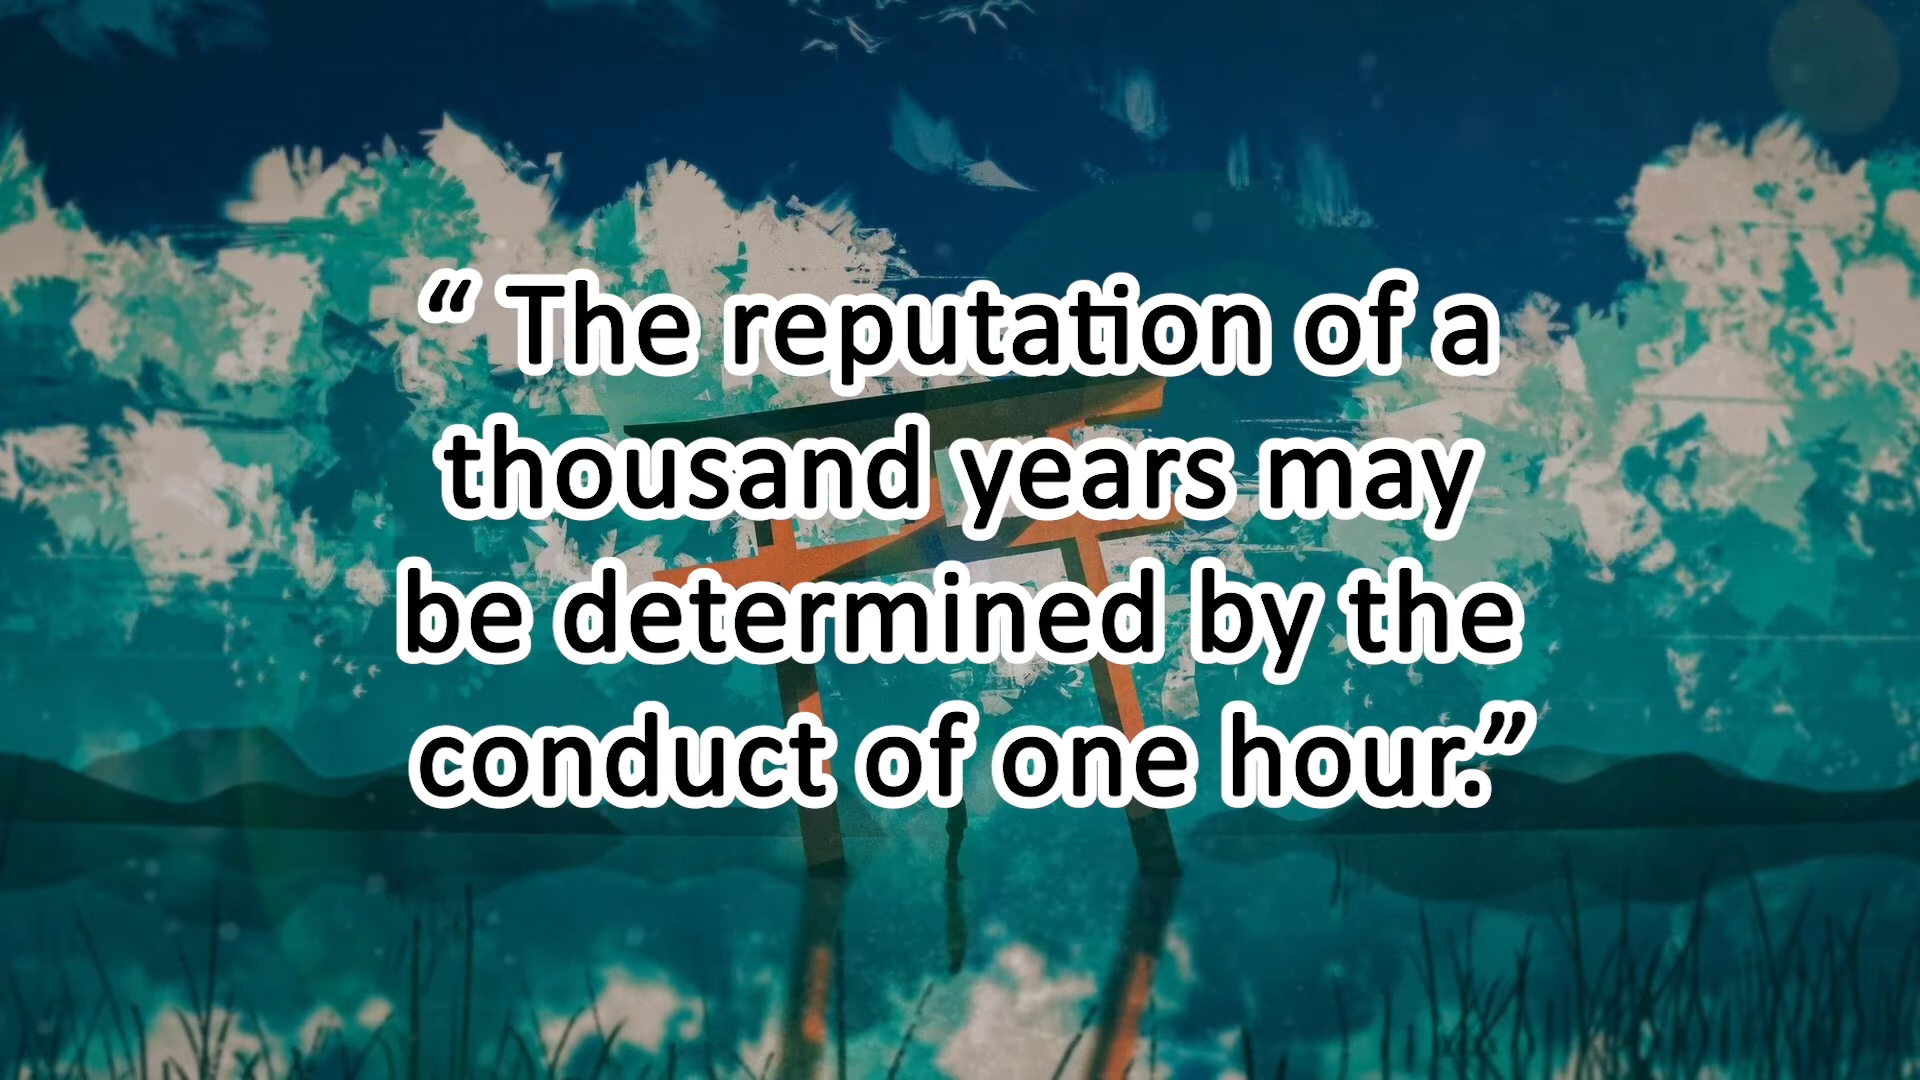 “ The reputation of a
thousand years may
be determined by the
conduct of one hour.”